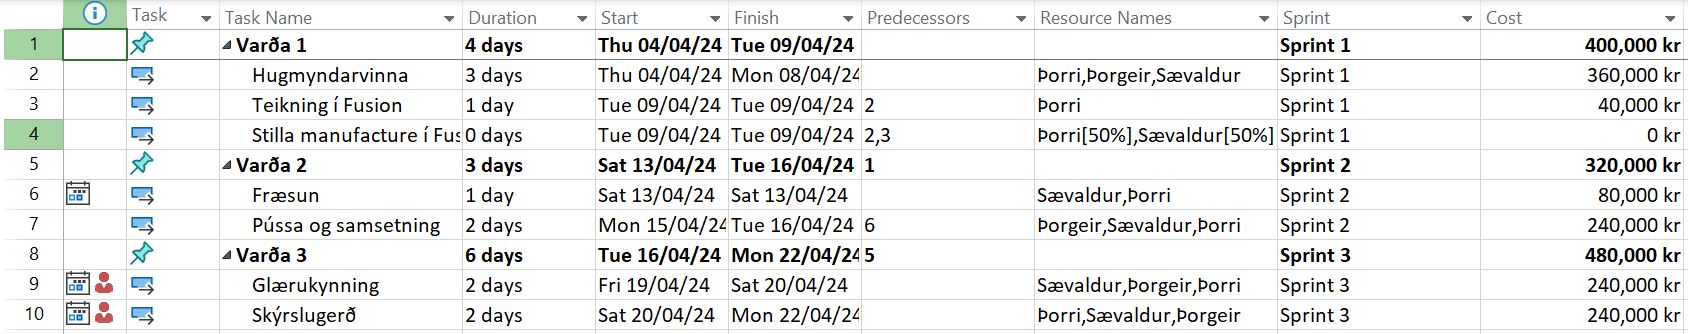 Task Task Name Duration Start Finish Predecessors Resource Names Sprint Cost
1 Varða 1 4 days Thu 04/04/24 Tue 09/04/24 Sprint 1 400,000 kr
2 Hugmyndarvinna 3 days Thu 04/04/24 Mon 08/04/24 Þorri,Þorgeir,Sævaldur Sprint 1 360,000 kr
3 Teikning í Fusion 1 day Tue 09/04/24 Tue 09/04/24 2 Þorri Sprint 1 40,000 kr
4 Stilla manufacture í Fus 0 days Tue 09/04/24 Tue 09/04/24 2,3 Þorri[50%],Sævaldur[50%] Sprint 1 0 kr
5 Varða 2 3 days Sat 13/04/24 Tue 16/04/24 1 Sprint 2 320,000 kr
6 Fræsun 1 day Sat 13/04/24 Sat 13/04/24 Sævaldur,Þorri Sprint 2 80,000 kr
7 Pússa og samsetning 2 days Mon 15/04/24 Tue 16/04/24 6 Þorgeir,Sævaldur,Þorri Sprint 2 240,000 kr
8 Varða 3 6 days Tue 16/04/24 Mon 22/04/24 5 Sprint 3 480,000 kr
9 Glærukynning 2 days Fri 19/04/24 Sat 20/04/24 Sævaldur,Þorgeir,Þorri Sprint 3 240,000 kr
10 Skýrslugerð 2 days Sat 20/04/24 Mon 22/04/24 Þorri,Sævaldur,Þorgeir Sprint 3 240,000 kr